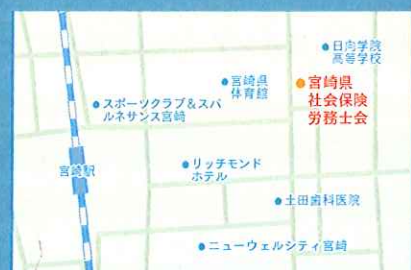 日向学院
高等学校
宮崎県
体育館
宮崎県
社会保険
労務士会
スポーツクラブ&スパ
ルネサンス宮崎
宮崎駅
リッチモンド
ホテル
土田歯科医院
ニューウェルシティ宮崎